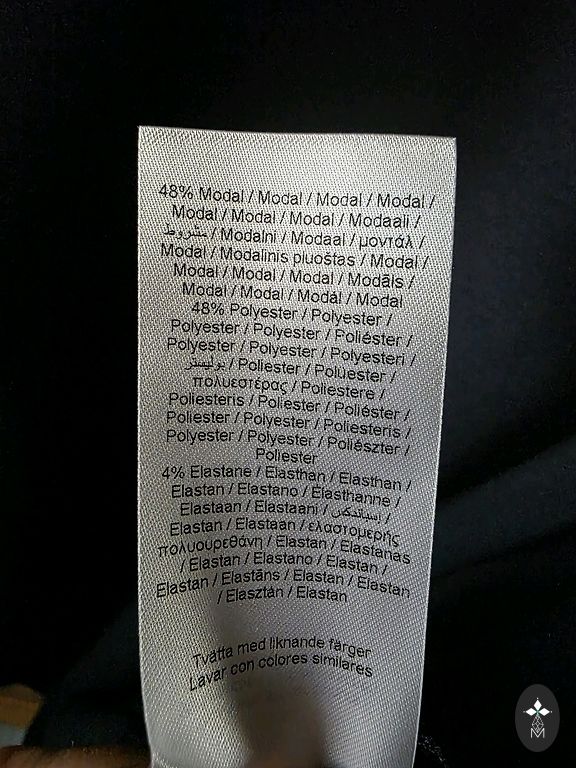 48% Modal / Modal / Modal / Modal /
Modal / Modal / Modal / Modaali /
/ Modalni / Modaal / μοντάλ /
Modal / Modalinis pluoštas / Modal /
Modal / Modal / Modal / Modāls /
Modal / Modal / Modál / Modal
48% Polyester / Polyester /
Polyester / Polyester / Poliéster /
Polyester / Polyester / Polyesteri /
بوليستر / Poliester / Poluester /
πολυεστέρας / Poliestere /
Poliesteris / Poliester / Poliéster /
Poliester / Polyester / Poliesteris /
Polyester / Polyester / Poliészter /
Poliester
4% Elastane / Elasthan / Elasthan /
Elastan / Elastano / Elasthanne /
Elastaan / Elastaani / /
Elastan / Elastaan / ελαστομερής
πολυουρεθάνη / Elastan / Elastanas
/ Elastan / Elastano / Elastan /
Elastan / Elastāns / Elastan / Elastan
/ Elasztán / Elastan
Tvätta med liknande färger
Lavar con colores similares
M